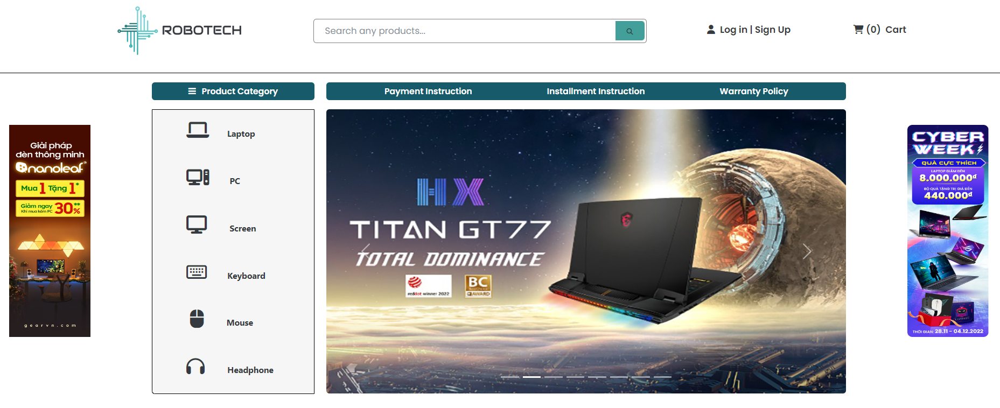 ROBOTECH
Search any products...
Log in | Sign Up
(0) Cart
Product Category
Payment Instruction
Installment Instruction
Warranty Policy
Laptop
PC
Screen
Keyboard
Mouse
Headphone
Giải pháp
đèn thông minh
nanoleaf®
Mua 1 Tặng 1*
Giảm ngay 30%**
Khi mua kèm PC
gearvn.com
HX
TITAN GT77
TOTAL DOMINANCE
reddot winner 2022
BC
AWARD
CYBER
WEEK
QUÀ CỰC THÍCH
LAPTOP GIẢM ĐẾN
8.000.000đ
BỘ QUÀ TẶNG TRỊ GIÁ ĐẾN
440.000đ
THỜI GIAN: 28.11 - 04.12.2022